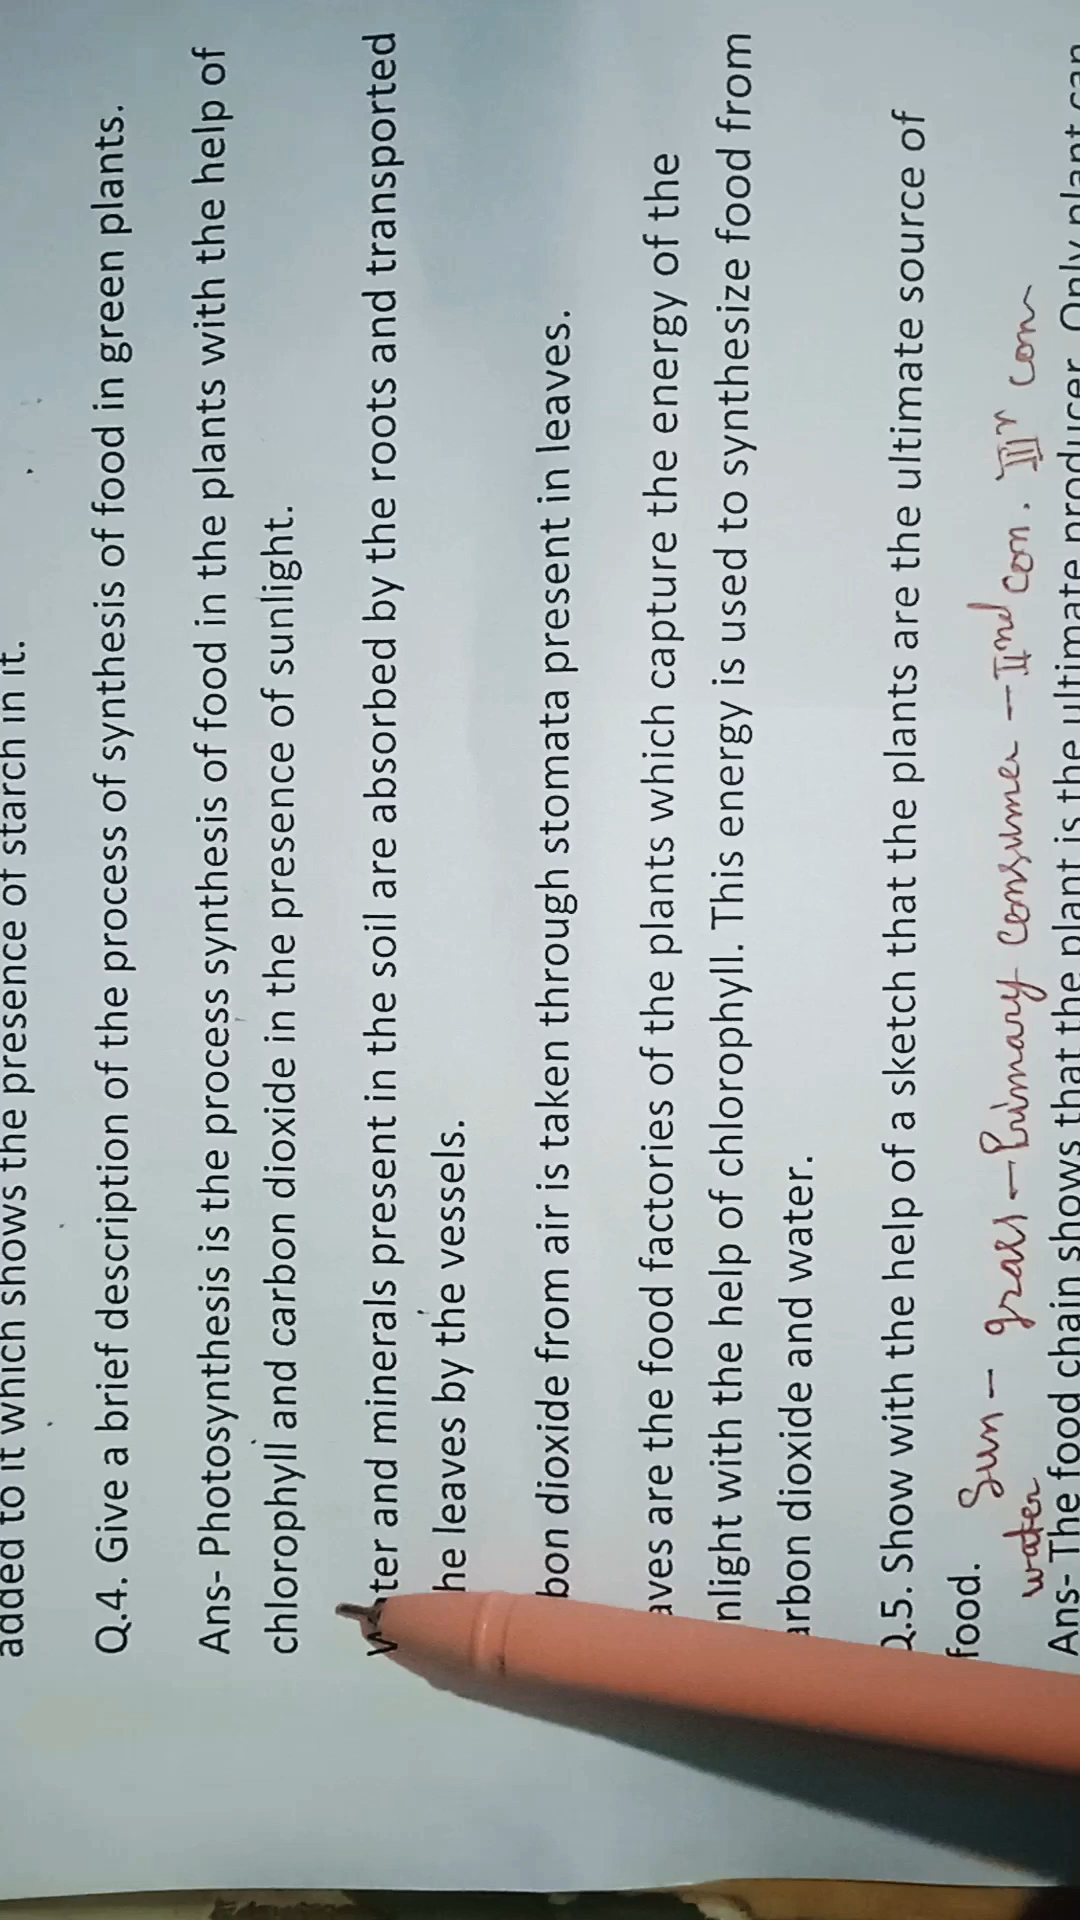 added to it which shows the presence of starch in it.
Q.4. Give a brief description of the process of synthesis of food in green plants.
Ans- Photosynthesis is the process synthesis of food in the plants with the help of
chlorophyll and carbon dioxide in the presence of sunlight.
ter and minerals present in the soil are absorbed by the roots and transported
he leaves by the vessels.
bon dioxide from air is taken through stomata present in leaves.
aves are the food factories of the plants which capture the energy of the
nlight with the help of chlorophyll. This energy is used to synthesize food from
arbon dioxide and water.
Q.5. Show with the help of a sketch that the plants are the ultimate source of
food.
Sun - grass - Primary consumer - IInd con. IIIr con
water
Ans- The food chain shows that the plant is the ultimate producer. Only plant can